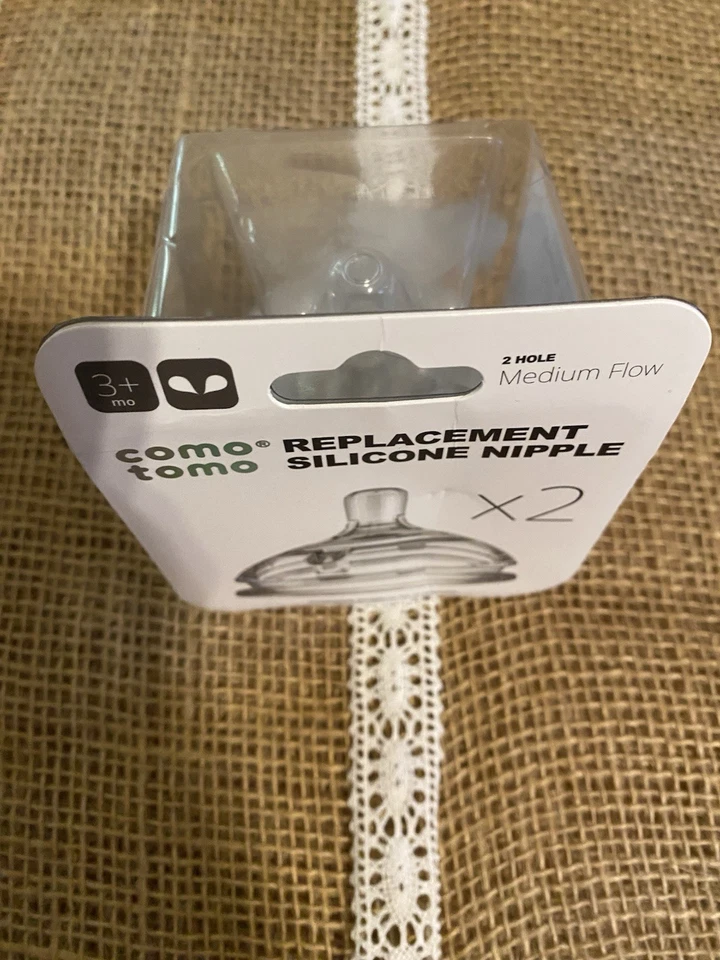 3+
mo
2 HOLE
Medium Flow
como®
tomo
REPLACEMENT
SILICONE NIPPLE
x2